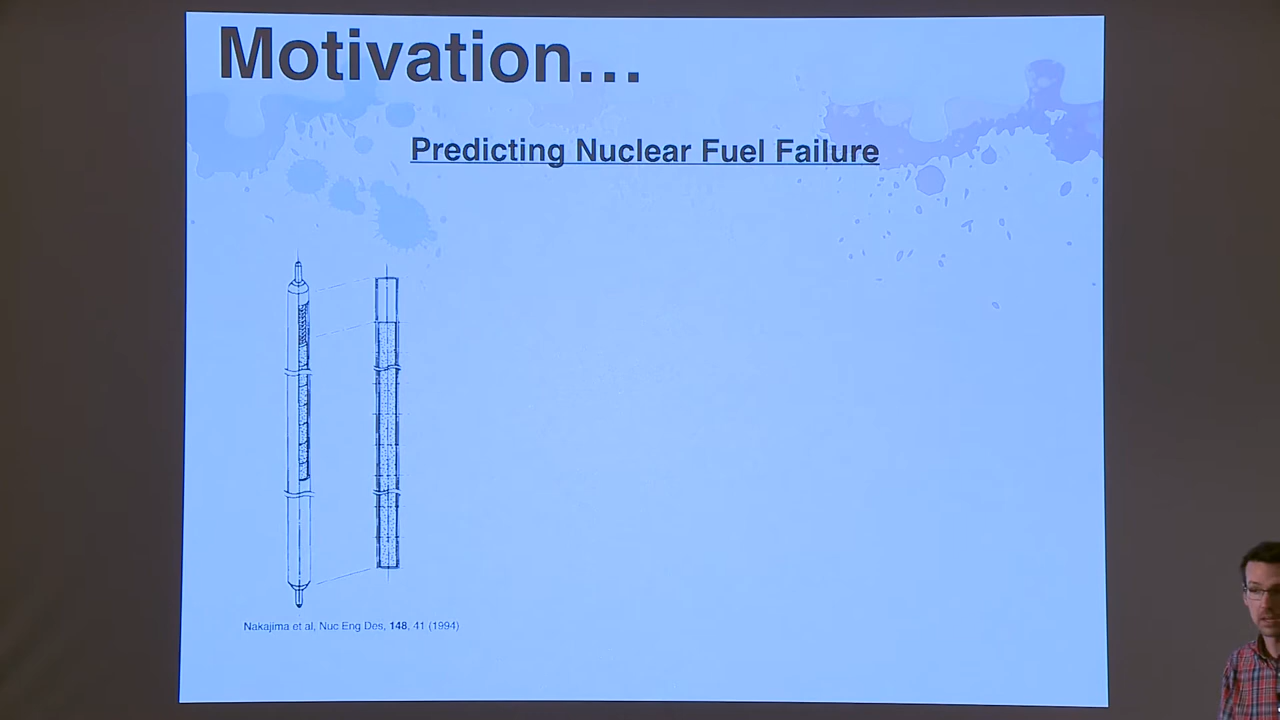 Motivation...
Predicting Nuclear Fuel Failure
Nakajima et al, Nuc Eng Des, 148, 41 (1994)